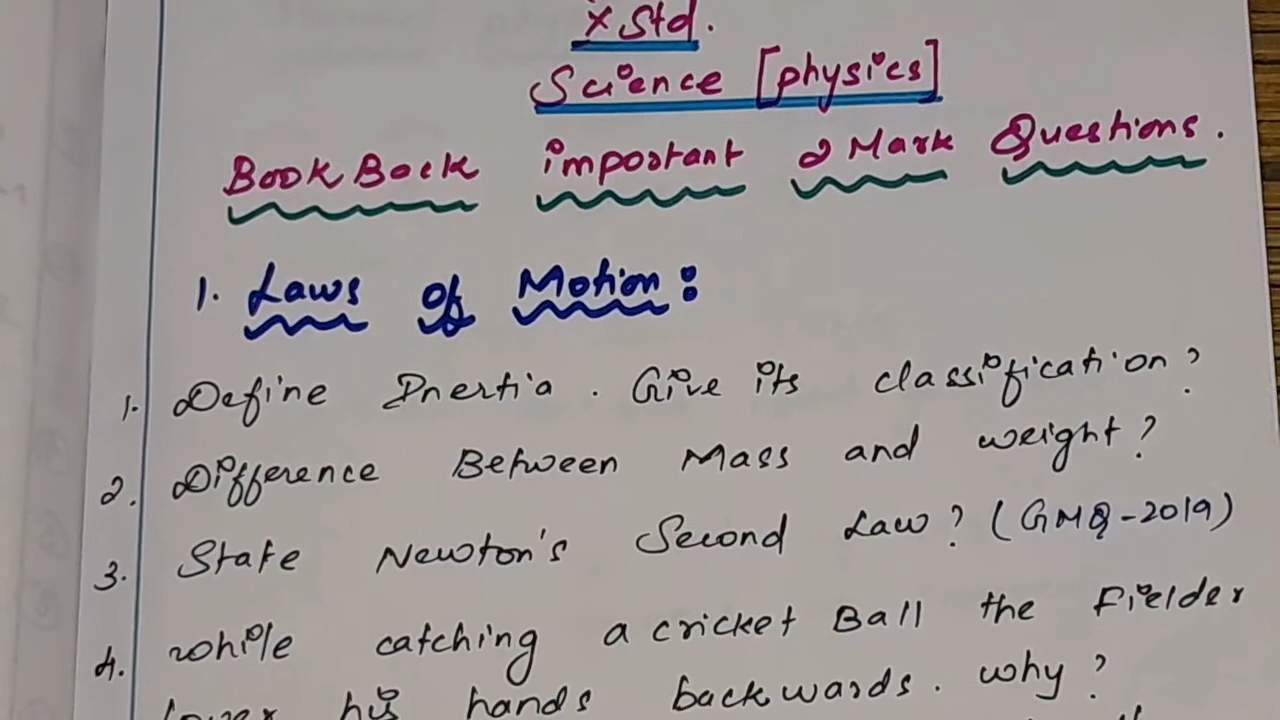 X Std.
Science [physics]
Book Back important 2 Mark Questions.
1. Laws of Motion:
1. Define Inertia. Give its classification?
2. Difference Between Mass and weight?
3. State Newton's Second Law? (GMQ-2019)
4. while catching a cricket Ball the Fielder
his hands backwards. why?